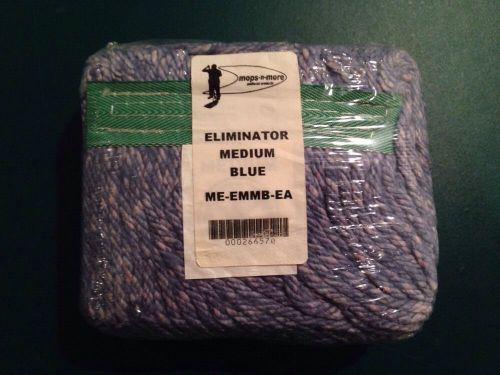 mops-n-more
ELIMINATOR
MEDIUM
BLUE
ME-EMMB-EA
000266570